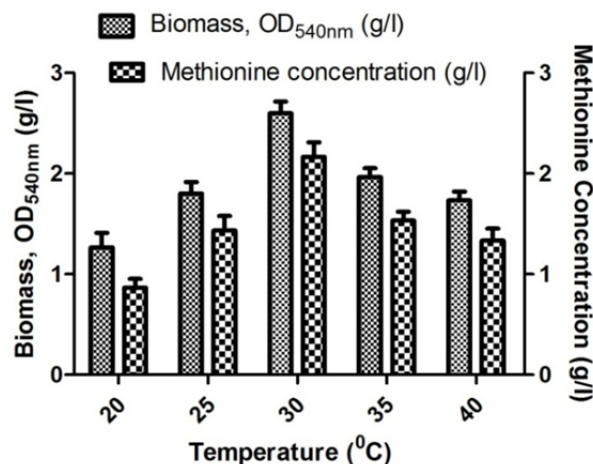 Biomass, OD540nm (g/l)
Methionine concentration (g/l)
Biomass, OD540nm (g/l)
3
2
1
0
3
2
1
0
Methionine Concentration (g/l)
20 25 30 35 40
Temperature (⁰C)